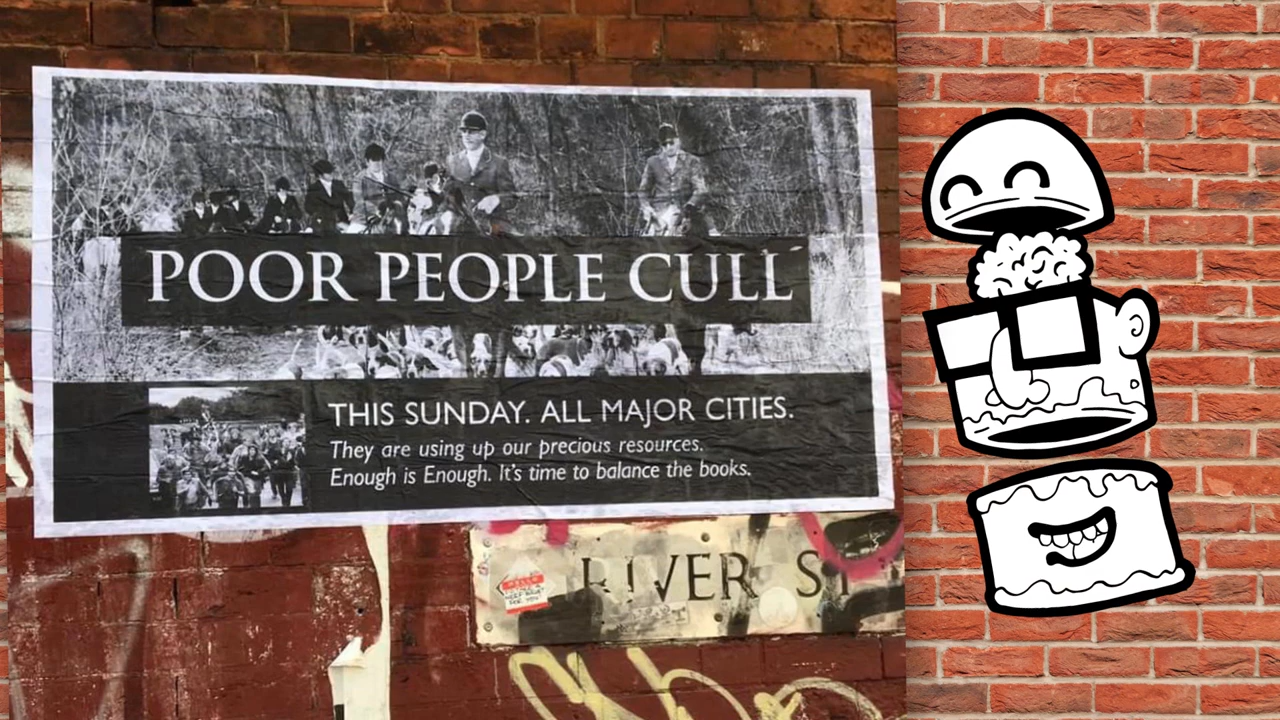 POOR PEOPLE CULL
THIS SUNDAY. ALL MAJOR CITIES.
They are using up our precious resources.
Enough is Enough. It's time to balance the books.
RIVER ST